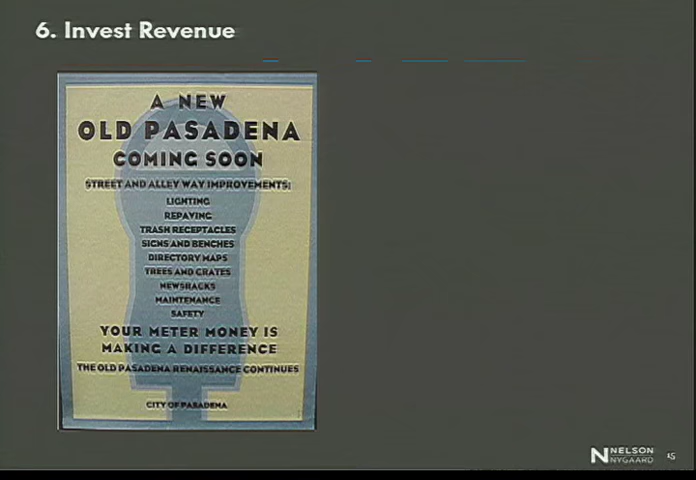 6. Invest Revenue
A NEW
OLD PASADENA
COMING SOON
STREET AND ALLEY WAY IMPROVEMENTS:
LIGHTING
REPAVING
TRASH RECEPTACLES
SIGNS AND BENCHES
DIRECTORY MAPS
TREES AND GRATES
NEWSRACKS
MAINTENANCE
SAFETY
YOUR METER MONEY IS
MAKING A DIFFERENCE
THE OLD PASADENA RENAISSANCE CONTINUES
CITY OF PASADENA
NELSON
NYGAARD
15